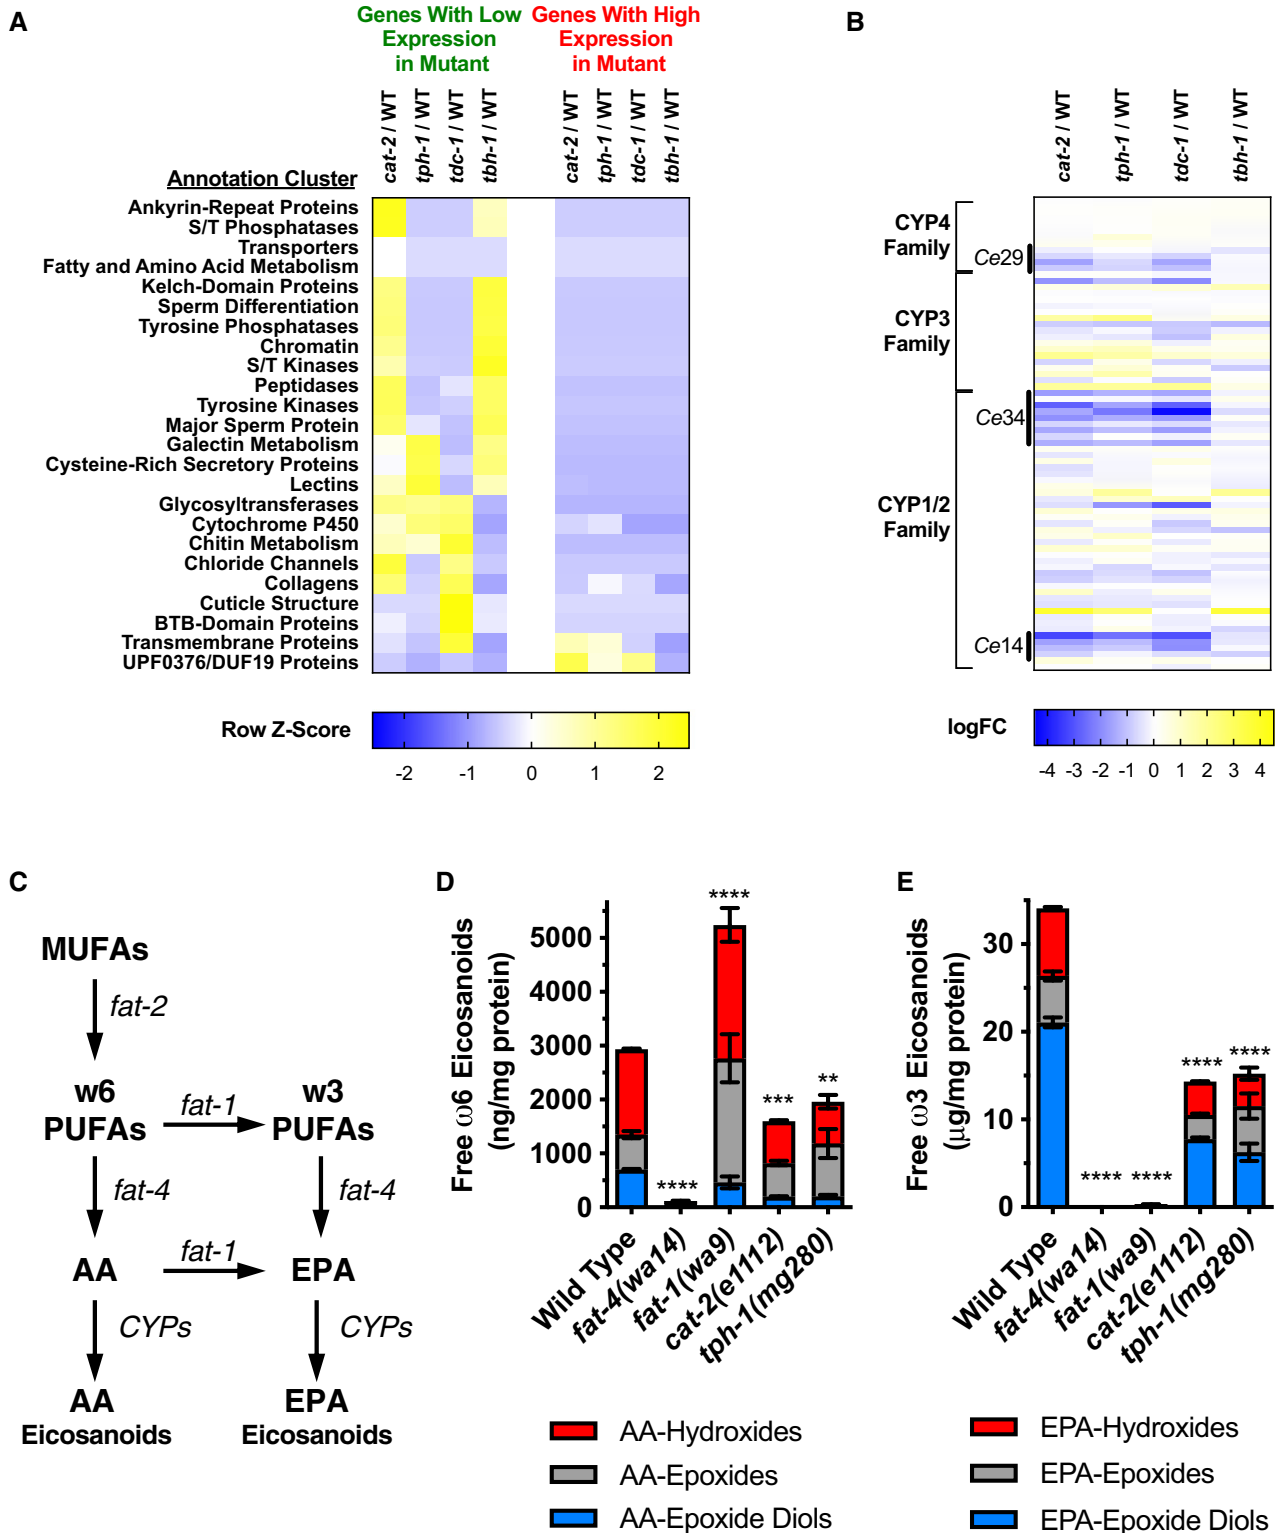 A
Genes With Low
Expression
in Mutant
Genes With High
Expression
in Mutant
cat-2 / WT
tph-1 / WT
tdc-1 / WT
tbh-1 / WT
cat-2 / WT
tph-1 / WT
tdc-1 / WT
tbh-1 / WT
Annotation Cluster
Ankyrin-Repeat Proteins
S/T Phosphatases
Transporters
Fatty and Amino Acid Metabolism
Kelch-Domain Proteins
Sperm Differentiation
Tyrosine Phosphatases
Chromatin
S/T Kinases
Peptidases
Tyrosine Kinases
Major Sperm Protein
Galectin Metabolism
Cysteine-Rich Secretory Proteins
Lectins
Glycosyltransferases
Cytochrome P450
Chitin Metabolism
Chloride Channels
Collagens
Cuticle Structure
BTB-Domain Proteins
Transmembrane Proteins
UPF0376/DUF19 Proteins
Row Z-Score
-2 -1 0 1 2
B
cat-2 / WT
tph-1 / WT
tdc-1 / WT
tbh-1 / WT
CYP4
Family
Ce29
CYP3
Family
Ce34
CYP1/2
Family
Ce14
logFC
-4 -3 -2 -1 0 1 2 3 4
C
MUFAs
fat-2
w6
PUFAs
fat-1
w3
PUFAs
fat-4
fat-4
AA
fat-1
EPA
CYPs
CYPs
AA
Eicosanoids
EPA
Eicosanoids
D
Free ω6 Eicosanoids
(ng/mg protein)
5000
4000
3000
2000
1000
0
****
****
***
**
Wild Type
fat-4(wa14)
fat-1(wa9)
cat-2(e1112)
tph-1(mg280)
AA-Hydroxides
AA-Epoxides
AA-Epoxide Diols
E
Free ω3 Eicosanoids
(μg/mg protein)
30
20
10
0
****
****
****
****
Wild Type
fat-4(wa14)
fat-1(wa9)
cat-2(e1112)
tph-1(mg280)
EPA-Hydroxides
EPA-Epoxides
EPA-Epoxide Diols